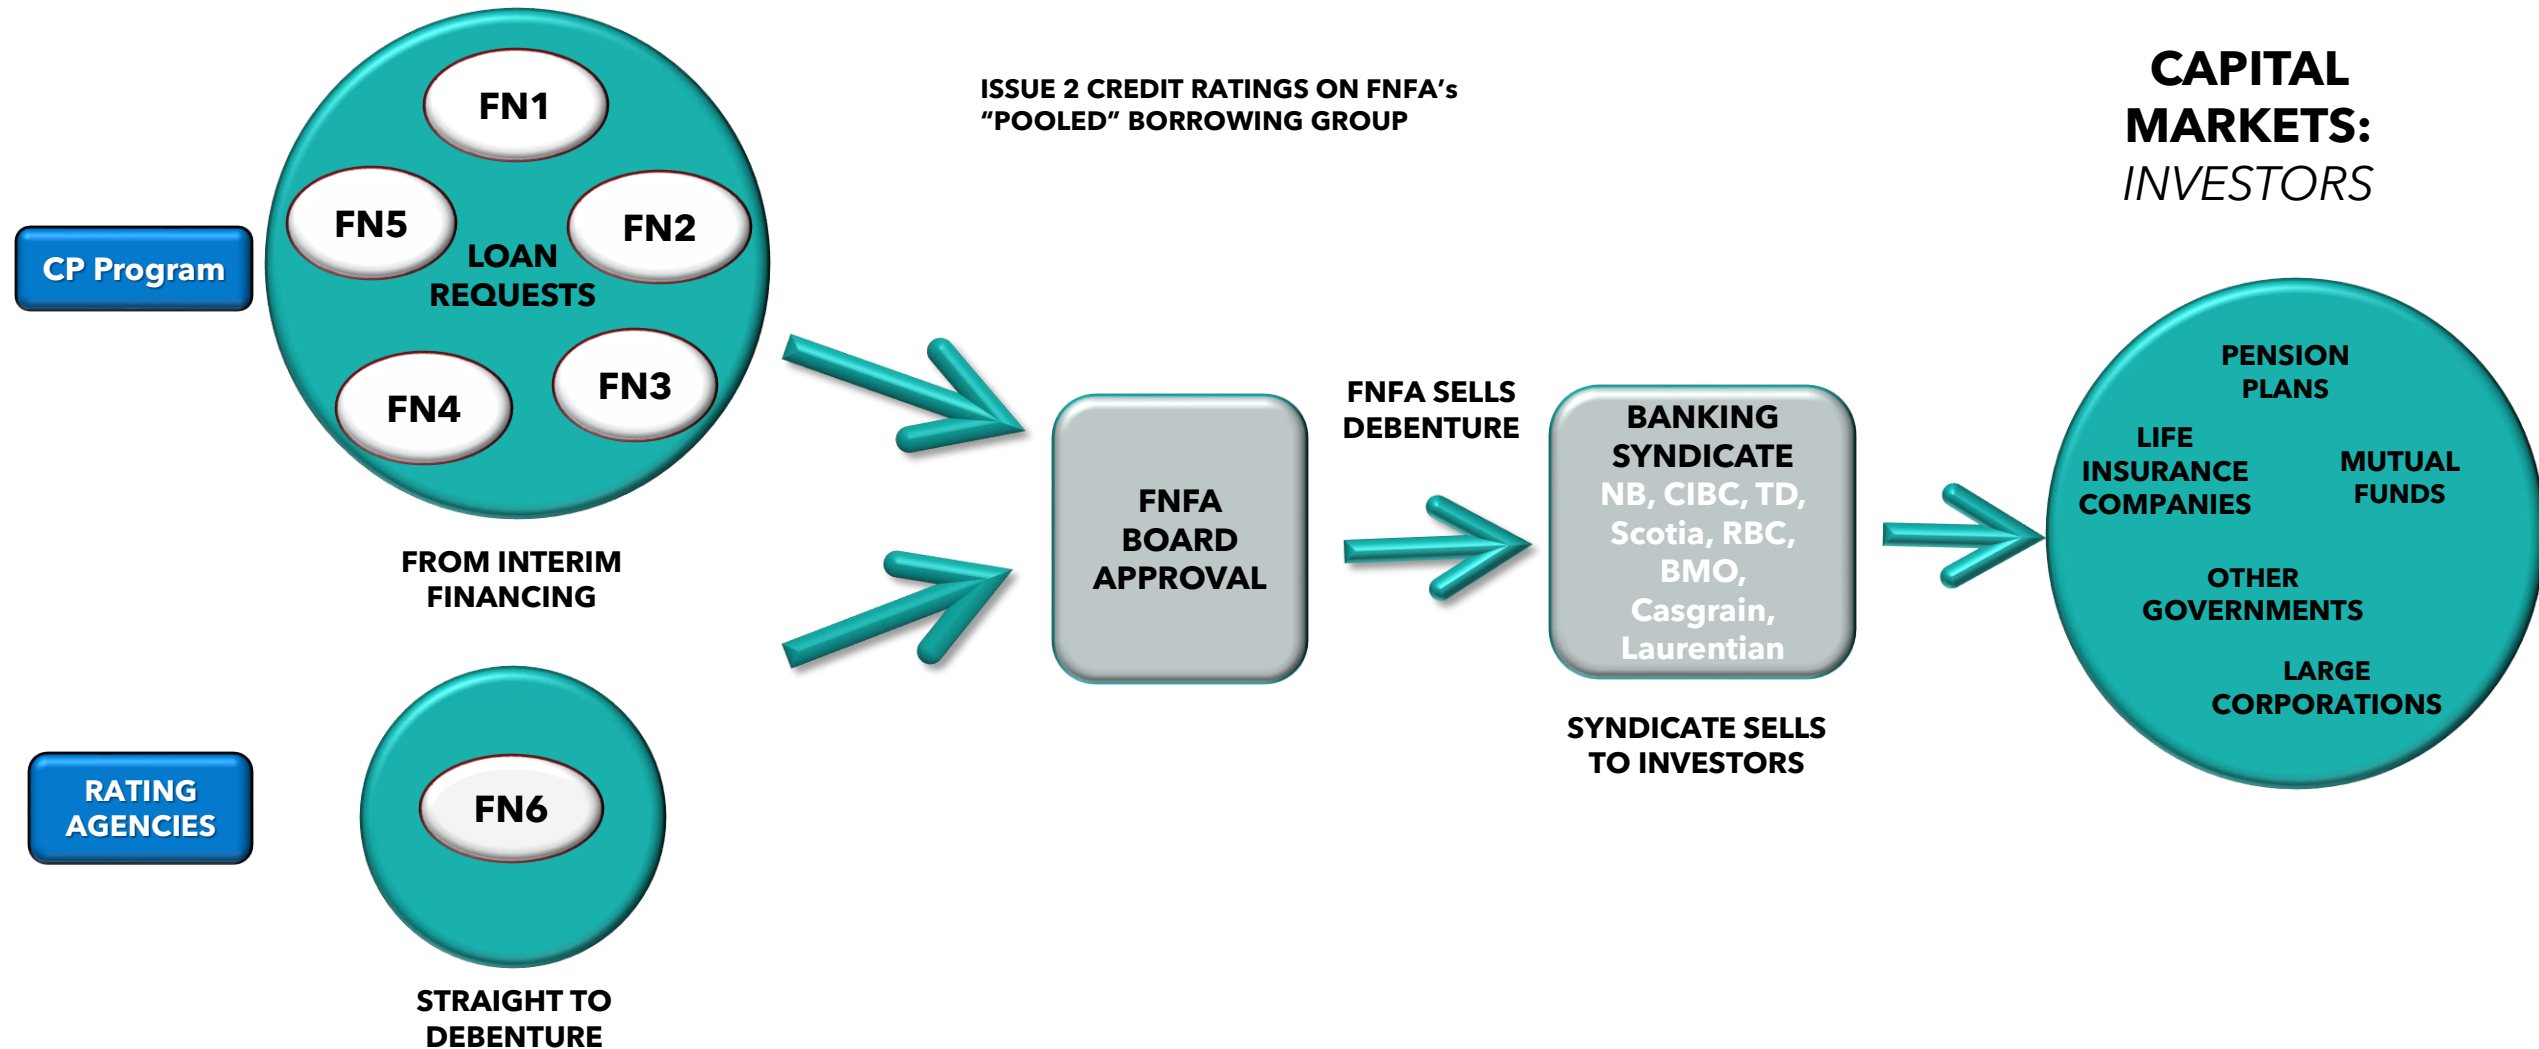 CP Program
FN1
FN5
FN2
LOAN
REQUESTS
FN4
FN3
FROM INTERIM
FINANCING
RATING
AGENCIES
FN6
STRAIGHT TO
DEBENTURE
ISSUE 2 CREDIT RATINGS ON FNFA’s
“POOLED” BORROWING GROUP
FNFA
BOARD
APPROVAL
FNFA SELLS
DEBENTURE
BANKING
SYNDICATE
NB, CIBC, TD,
Scotia, RBC,
BMO,
Casgrain,
Laurentian
SYNDICATE SELLS
TO INVESTORS
CAPITAL
MARKETS:
INVESTORS
PENSION
PLANS
LIFE
INSURANCE
COMPANIES
MUTUAL
FUNDS
OTHER
GOVERNMENTS
LARGE
CORPORATIONS